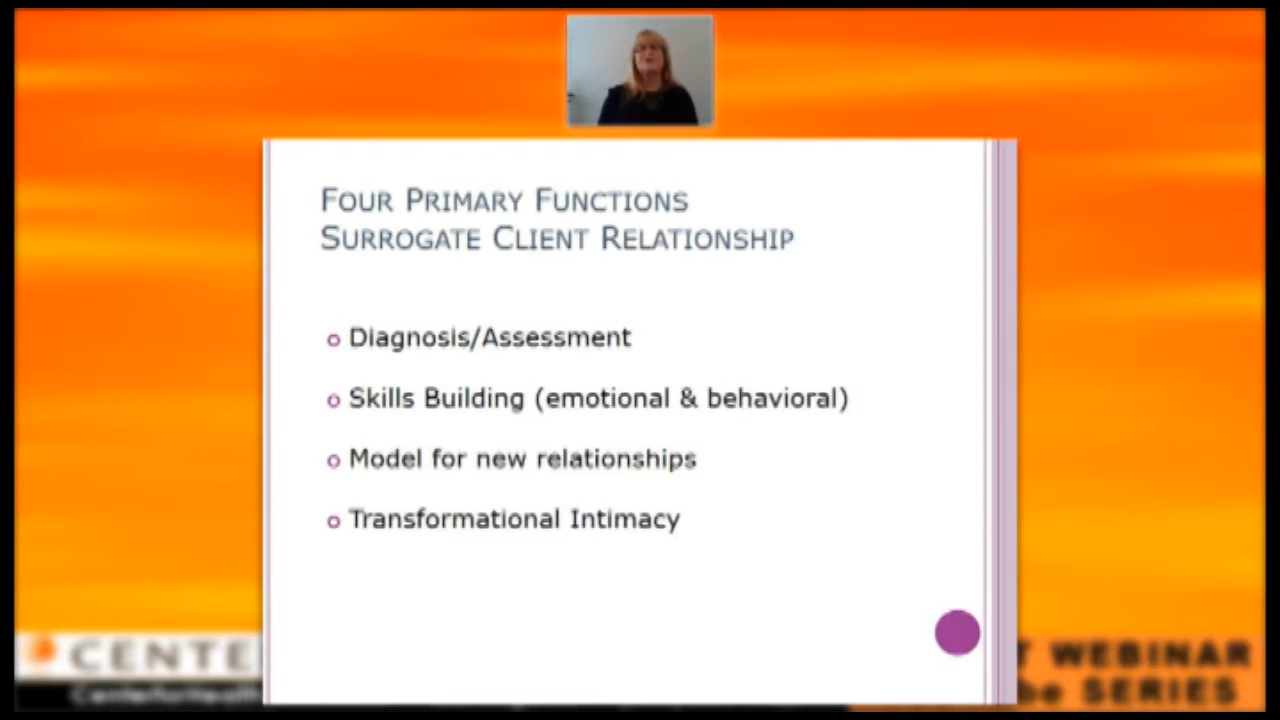 FOUR PRIMARY FUNCTIONS
SURROGATE CLIENT RELATIONSHIP
o Diagnosis/Assessment
o Skills Building (emotional & behavioral)
o Model for new relationships
o Transformational Intimacy
CENTE
WEBINAR
CenterforHealth
SERIES